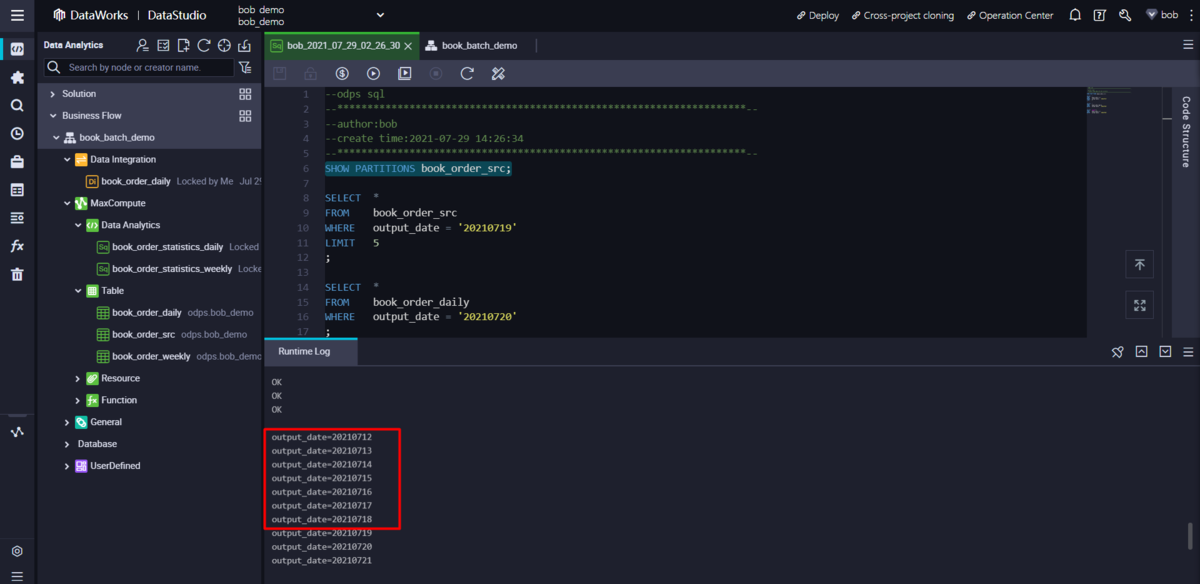 DataWorks | DataStudio
bob demo
bob_demo
Deploy
Cross-project cloning
Operation Center
bob
Data Analytics
bob_2021_07_29_02_26_30
book_batch_demo
Search by node or creator name.
Solution
Business Flow
book_batch_demo
Data Integration
Di book_order_daily Locked by Me Jul 29
MaxCompute
Data Analytics
Sq book_order_statistics_daily Locked
Sq book_order_statistics_weekly Locke
Table
book_order_daily odps.bob_demo
book_order_src odps.bob_demo
book_order_weekly odps.bob_demo
Resource
Function
General
Database
UserDefined
1 --odps sql
2 --********************************************************************--
3 --author:bob
4 --create time:2021-07-29 14:26:34
5 --********************************************************************--
6 SHOW PARTITIONS book_order_src;
7
8 SELECT *
9 FROM book_order_src
10 WHERE output_date = '20210719'
11 LIMIT 5
12 ;
13
14 SELECT *
15 FROM book_order_daily
16 WHERE output_date = '20210720'
17 ;
Code Structure
Runtime Log
OK
OK
OK
output_date=20210712
output_date=20210713
output_date=20210714
output_date=20210715
output_date=20210716
output_date=20210717
output_date=20210718
output_date=20210719
output_date=20210720
output_date=20210721